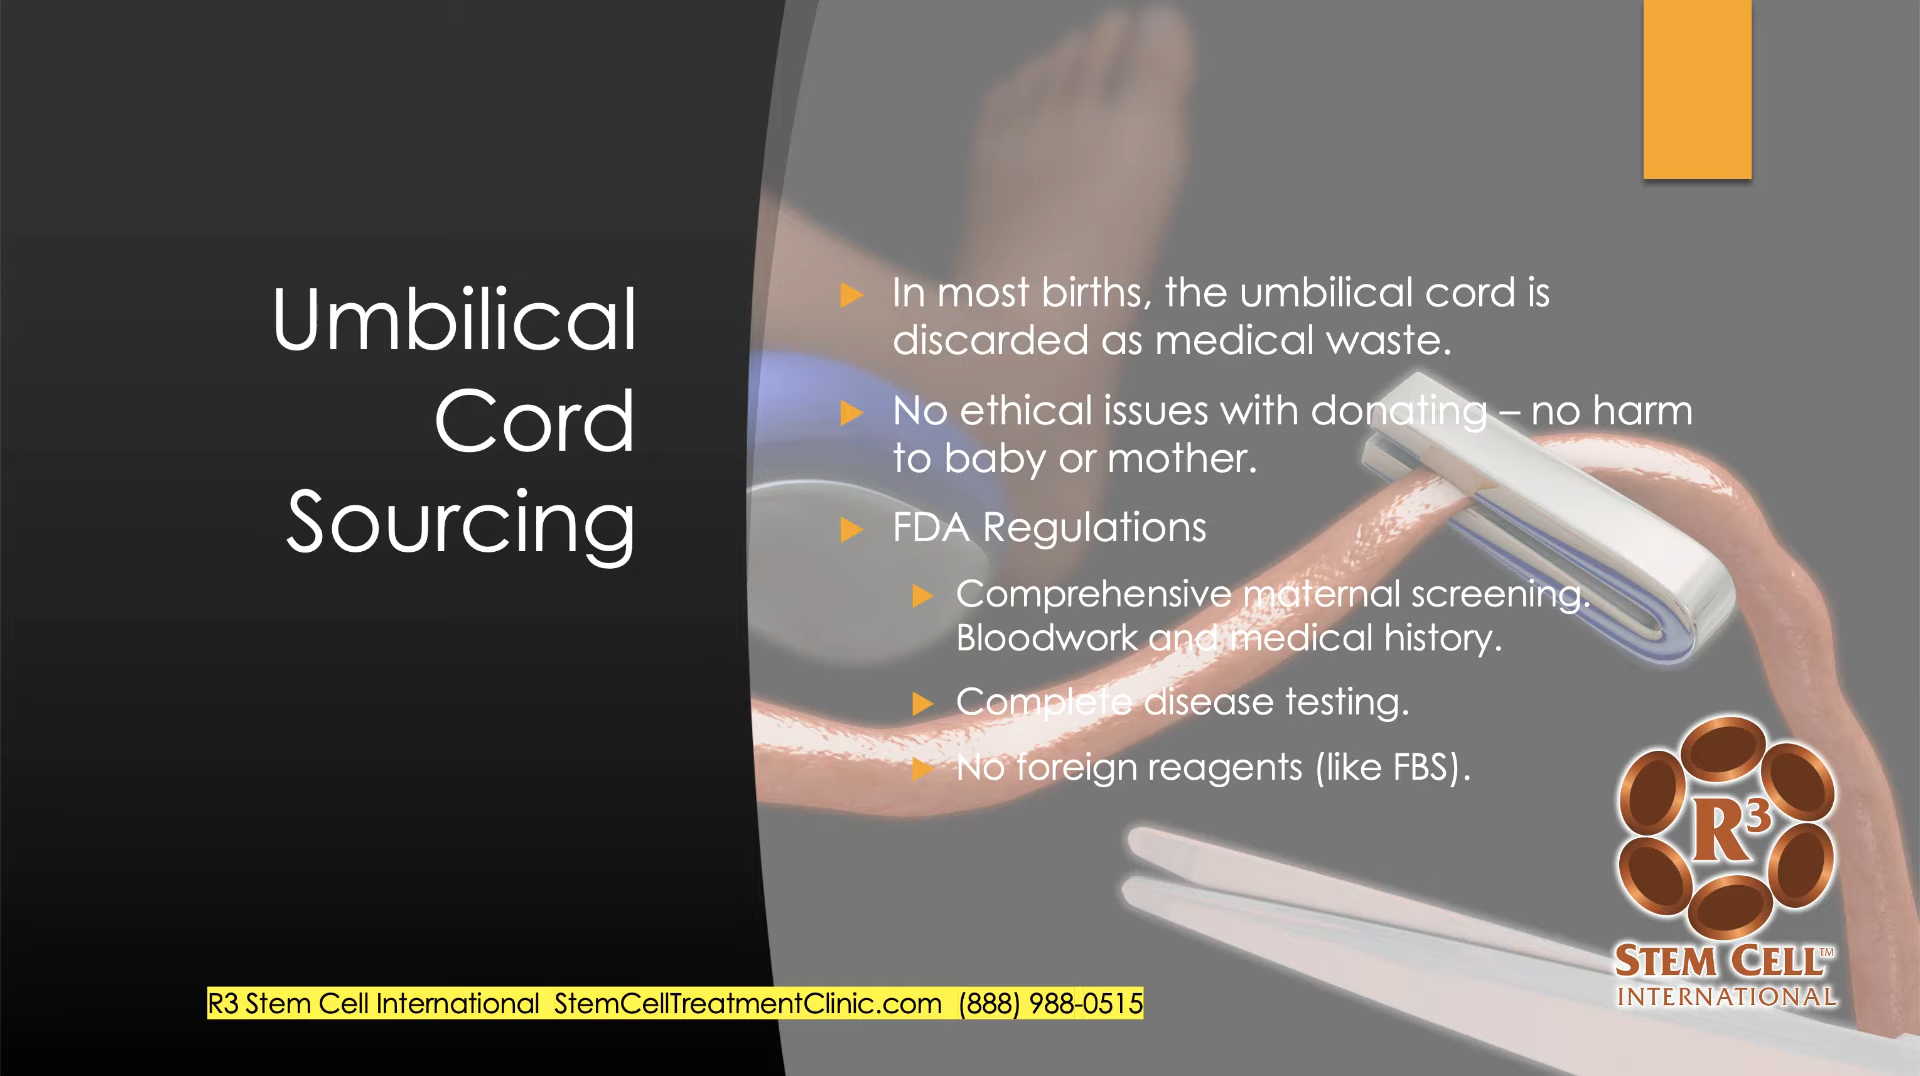 Umbilical
Cord
Sourcing
In most births, the umbilical cord is
discarded as medical waste.
No ethical issues with donating – no harm
to baby or mother.
FDA Regulations
Comprehensive maternal screening.
Bloodwork and medical history.
Complete disease testing.
No foreign reagents (like FBS).
R3
STEM CELL™
INTERNATIONAL
R3 Stem Cell International  StemCellTreatmentClinic.com  (888) 988-0515